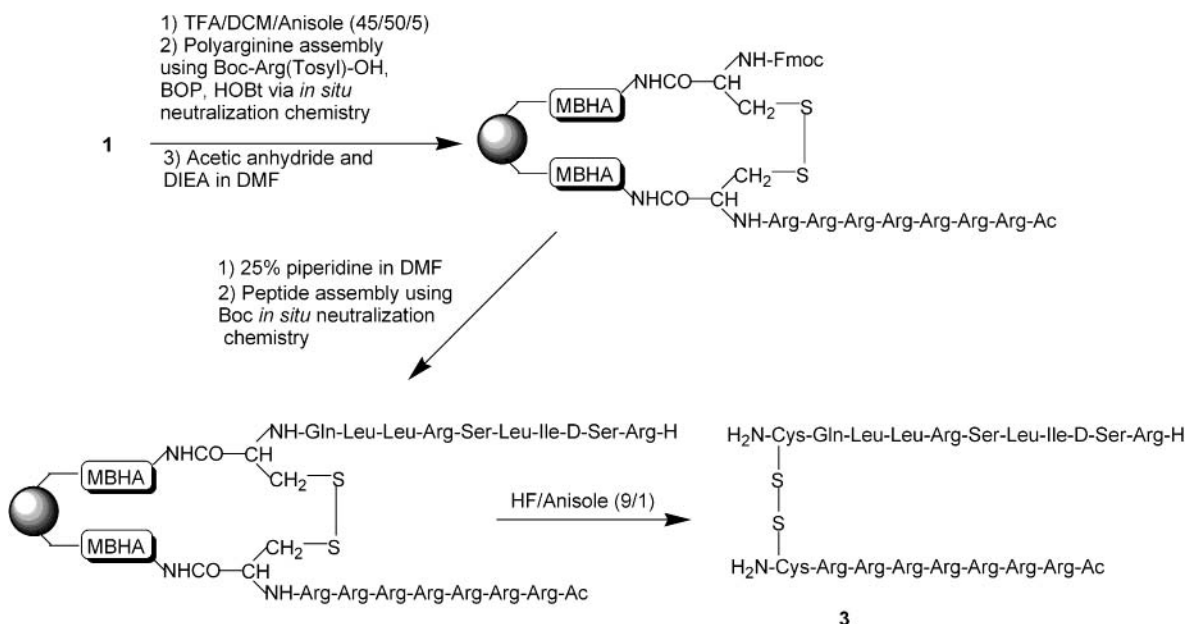 1) TFA/DCM/Anisole (45/50/5)
2) Polyarginine assembly
using Boc-Arg(Tosyl)-OH,
BOP, HOBt via in situ
neutralization chemistry
1
3) Acetic anhydride and
DIEA in DMF
NH-Fmoc
NHCO-CH
MBHA
CH2-S
MBHA
CH2-S
NHCO-CH
NH-Arg-Arg-Arg-Arg-Arg-Arg-Arg-Ac
1) 25% piperidine in DMF
2) Peptide assembly using
Boc in situ neutralization
chemistry
NH-Gln-Leu-Leu-Arg-Ser-Leu-Ile-D-Ser-Arg-H
NHCO-CH
MBHA
CH2-S
MBHA
CH2-S
NHCO-CH
NH-Arg-Arg-Arg-Arg-Arg-Arg-Arg-Ac
HF/Anisole (9/1)
H2N-Cys-Gln-Leu-Leu-Arg-Ser-Leu-Ile-D-Ser-Arg-H
S
S
H2N-Cys-Arg-Arg-Arg-Arg-Arg-Arg-Arg-Ac
3